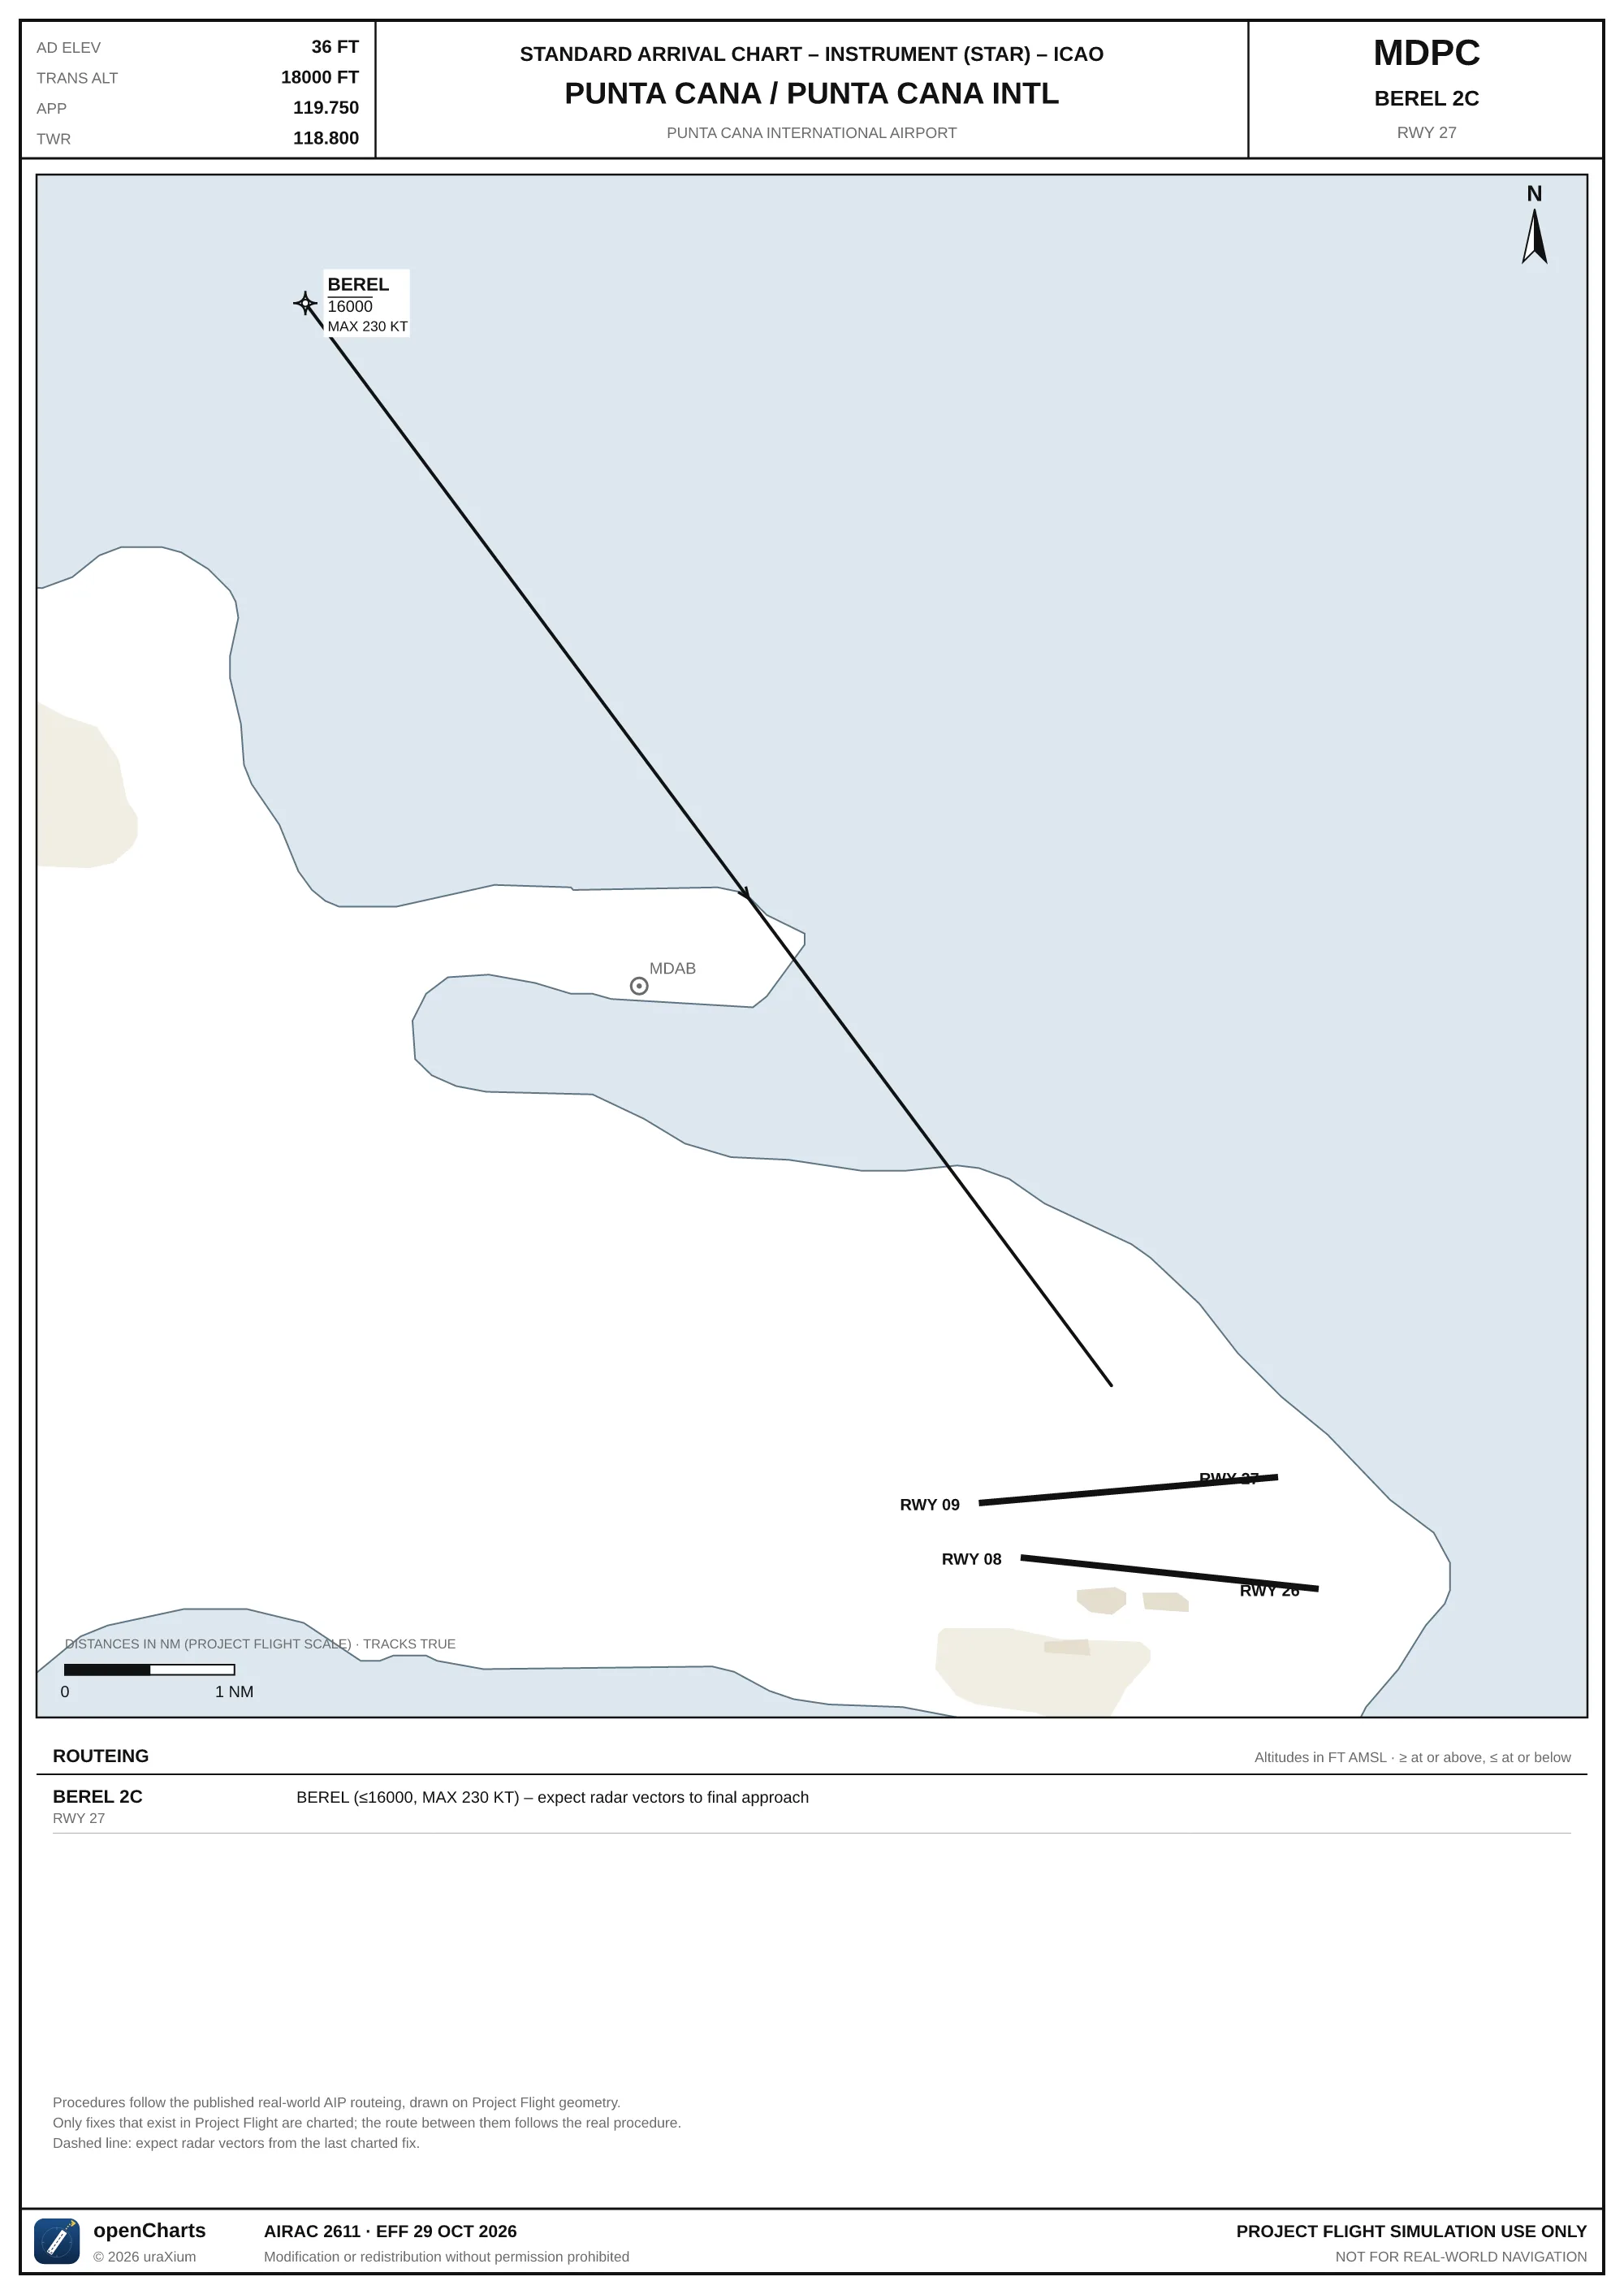 AD ELEV 36 FT
TRANS ALT 18000 FT
APP 119.750
TWR 118.800
STANDARD ARRIVAL CHART – INSTRUMENT (STAR) – ICAO
PUNTA CANA / PUNTA CANA INTL
PUNTA CANA INTERNATIONAL AIRPORT
MDPC
BEREL 2C
RWY 27
N
BEREL
16000
MAX 230 KT
MDAB
RWY 27
RWY 09
RWY 08
RWY 26
DISTANCES IN NM (PROJECT FLIGHT SCALE) · TRACKS TRUE
0 1 NM
ROUTEING
Altitudes in FT AMSL · ≥ at or above, ≤ at or below
BEREL 2C
BEREL (≤16000, MAX 230 KT) – expect radar vectors to final approach
RWY 27
Procedures follow the published real-world AIP routeing, drawn on Project Flight geometry.
Only fixes that exist in Project Flight are charted; the route between them follows the real procedure.
Dashed line: expect radar vectors from the last charted fix.
openCharts
© 2026 uraXium
AIRAC 2611 · EFF 29 OCT 2026
Modification or redistribution without permission prohibited
PROJECT FLIGHT SIMULATION USE ONLY
NOT FOR REAL-WORLD NAVIGATION